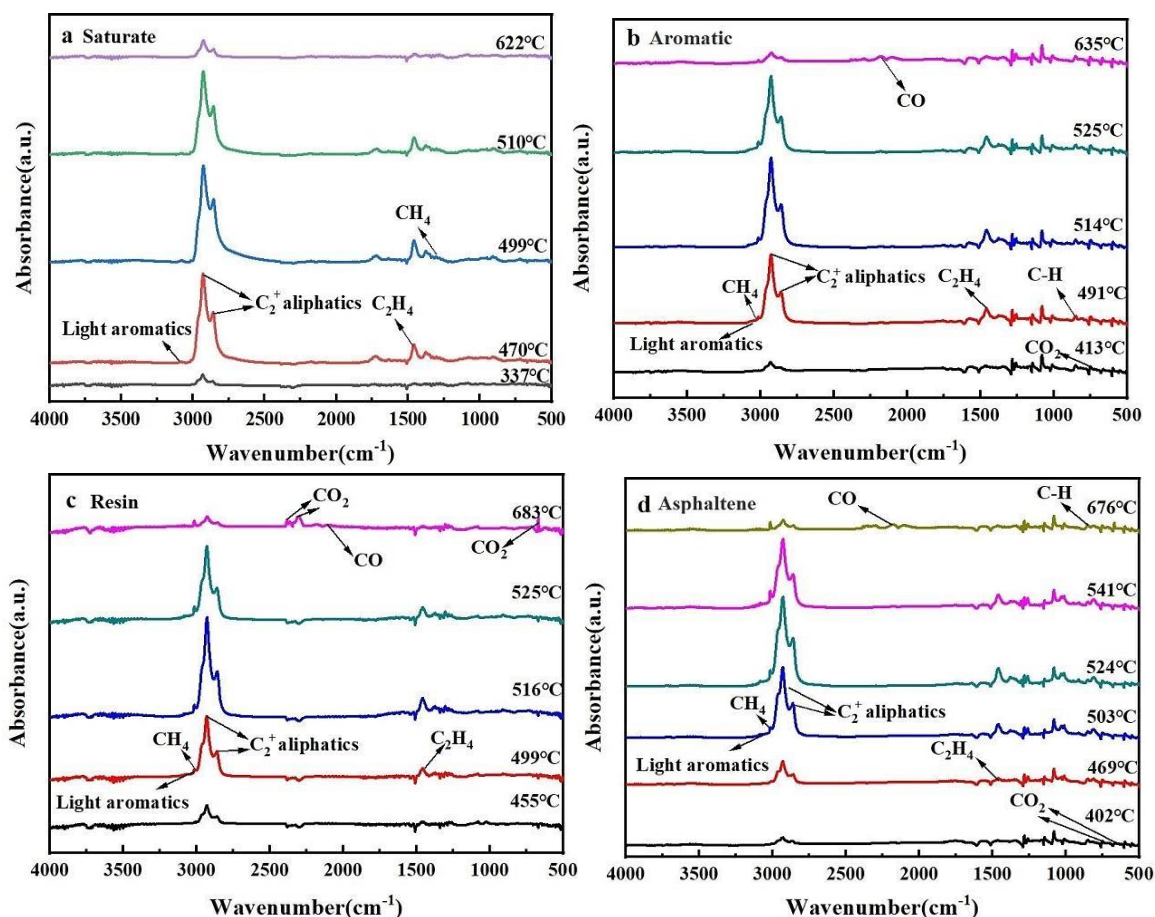 a Saturate
622°C
510°C
CH4
499°C
C2+ aliphatics
C2H4
Light aromatics
470°C
337°C
4000 3500 3000 2500 2000 1500 1000 500
Wavenumber(cm-1)
Absorbance(a.u.)
b Aromatic
635°C
CO
525°C
514°C
CH4
C2+ aliphatics
C2H4
C-H
491°C
Light aromatics
CO2
413°C
4000 3500 3000 2500 2000 1500 1000 500
Wavenumber(cm-1)
Absorbance(a.u.)
c Resin
CO2
683°C
CO
CO2
525°C
516°C
CH4
C2+ aliphatics
C2H4
499°C
Light aromatics
455°C
4000 3500 3000 2500 2000 1500 1000 500
Wavenumber(cm-1)
Absorbance(a.u.)
d Asphaltene
CO
C-H
676°C
541°C
524°C
CH4
C2+ aliphatics
503°C
Light aromatics
C2H4
469°C
CO2
402°C
4000 3500 3000 2500 2000 1500 1000 500
Wavenumber(cm-1)
Absorbance(a.u.)